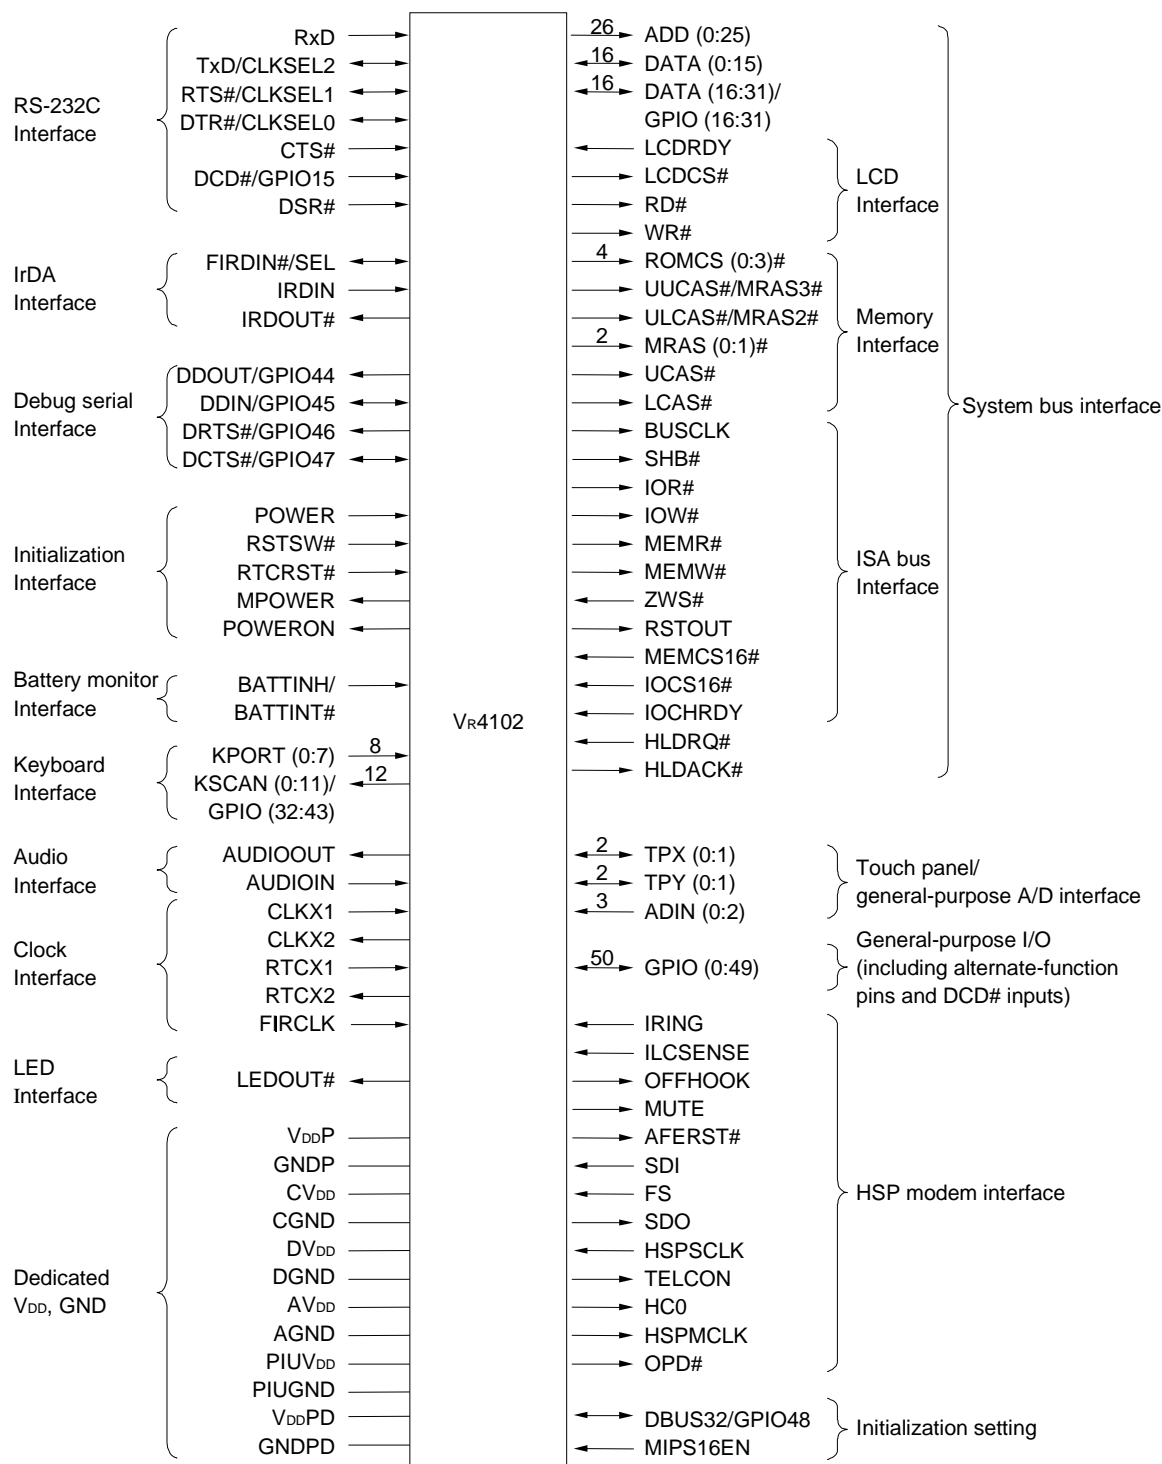 RS-232C
Interface
RxD
TxD/CLKSEL2
RTS#/CLKSEL1
DTR#/CLKSEL0
CTS#
DCD#/GPIO15
DSR#
IrDA
Interface
FIRDIN#/SEL
IRDIN
IRDOUT#
Debug serial
Interface
DDOUT/GPIO44
DDIN/GPIO45
DRTS#/GPIO46
DCTS#/GPIO47
Initialization
Interface
POWER
RSTSW#
RTCRST#
MPOWER
POWERON
Battery monitor
Interface
BATTINH/
BATTINT#
Keyboard
Interface
KPORT (0:7) 8
KSCAN (0:11)/ 12
GPIO (32:43)
Audio
Interface
AUDIOOUT
AUDIOIN
Clock
Interface
CLKX1
CLKX2
RTCX1
RTCX2
FIRCLK
LED
Interface
LEDOUT#
Dedicated
VDD, GND
VDDP
GNDP
CVDD
CGND
DVDD
DGND
AVDD
AGND
PIUVDD
PIUGND
VDDPD
GNDPD
VR4102
26 ADD (0:25)
16 DATA (0:15)
16 DATA (16:31)/
GPIO (16:31)
LCDRDY
LCDCS#
RD#
WR#
LCD
Interface
4 ROMCS (0:3)#
UUCAS#/MRAS3#
ULCAS#/MRAS2#
2 MRAS (0:1)#
UCAS#
LCAS#
Memory
Interface
BUSCLK
SHB#
IOR#
IOW#
MEMR#
MEMW#
ZWS#
RSTOUT
MEMCS16#
IOCS16#
IOCHRDY
ISA bus
Interface
HLDRQ#
HLDACK#
System bus interface
2 TPX (0:1)
2 TPY (0:1)
3 ADIN (0:2)
Touch panel/
general-purpose A/D interface
50 GPIO (0:49)
General-purpose I/O
(including alternate-function
pins and DCD# inputs)
IRING
ILCSENSE
OFFHOOK
MUTE
AFERST#
SDI
FS
SDO
HSPSCLK
TELCON
HC0
HSPMCLK
OPD#
HSP modem interface
DBUS32/GPIO48
MIPS16EN
Initialization setting